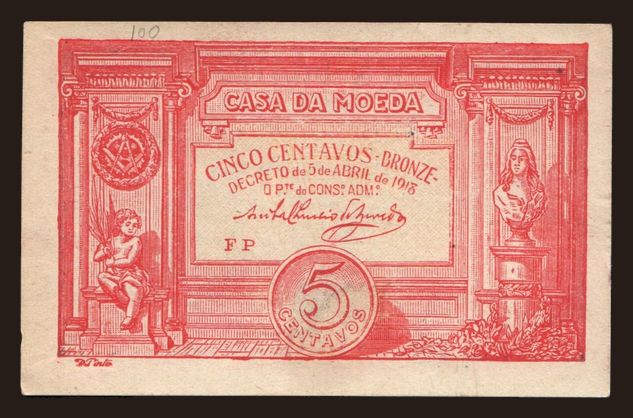 100
CASA DA MOEDA
CINCO CENTAVOS - BRONZE -
DECRETO de 5 de ABRIL de 1918
O P.TE do CONS.º ADM.º
F P
5
CENTAVOS